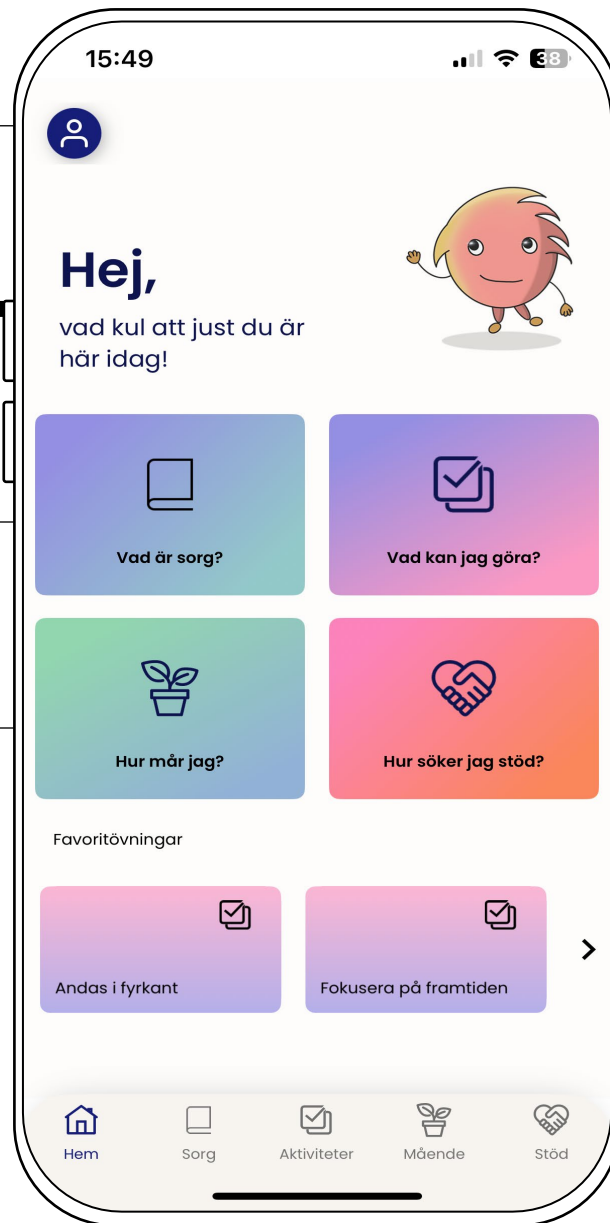 15:49
38
Hej,
vad kul att just du är
här idag!
Vad är sorg?
Vad kan jag göra?
Hur mår jag?
Hur söker jag stöd?
Favoritövningar
Andas i fyrkant
Fokusera på framtiden
Hem
Sorg
Aktiviteter
Mående
Stöd